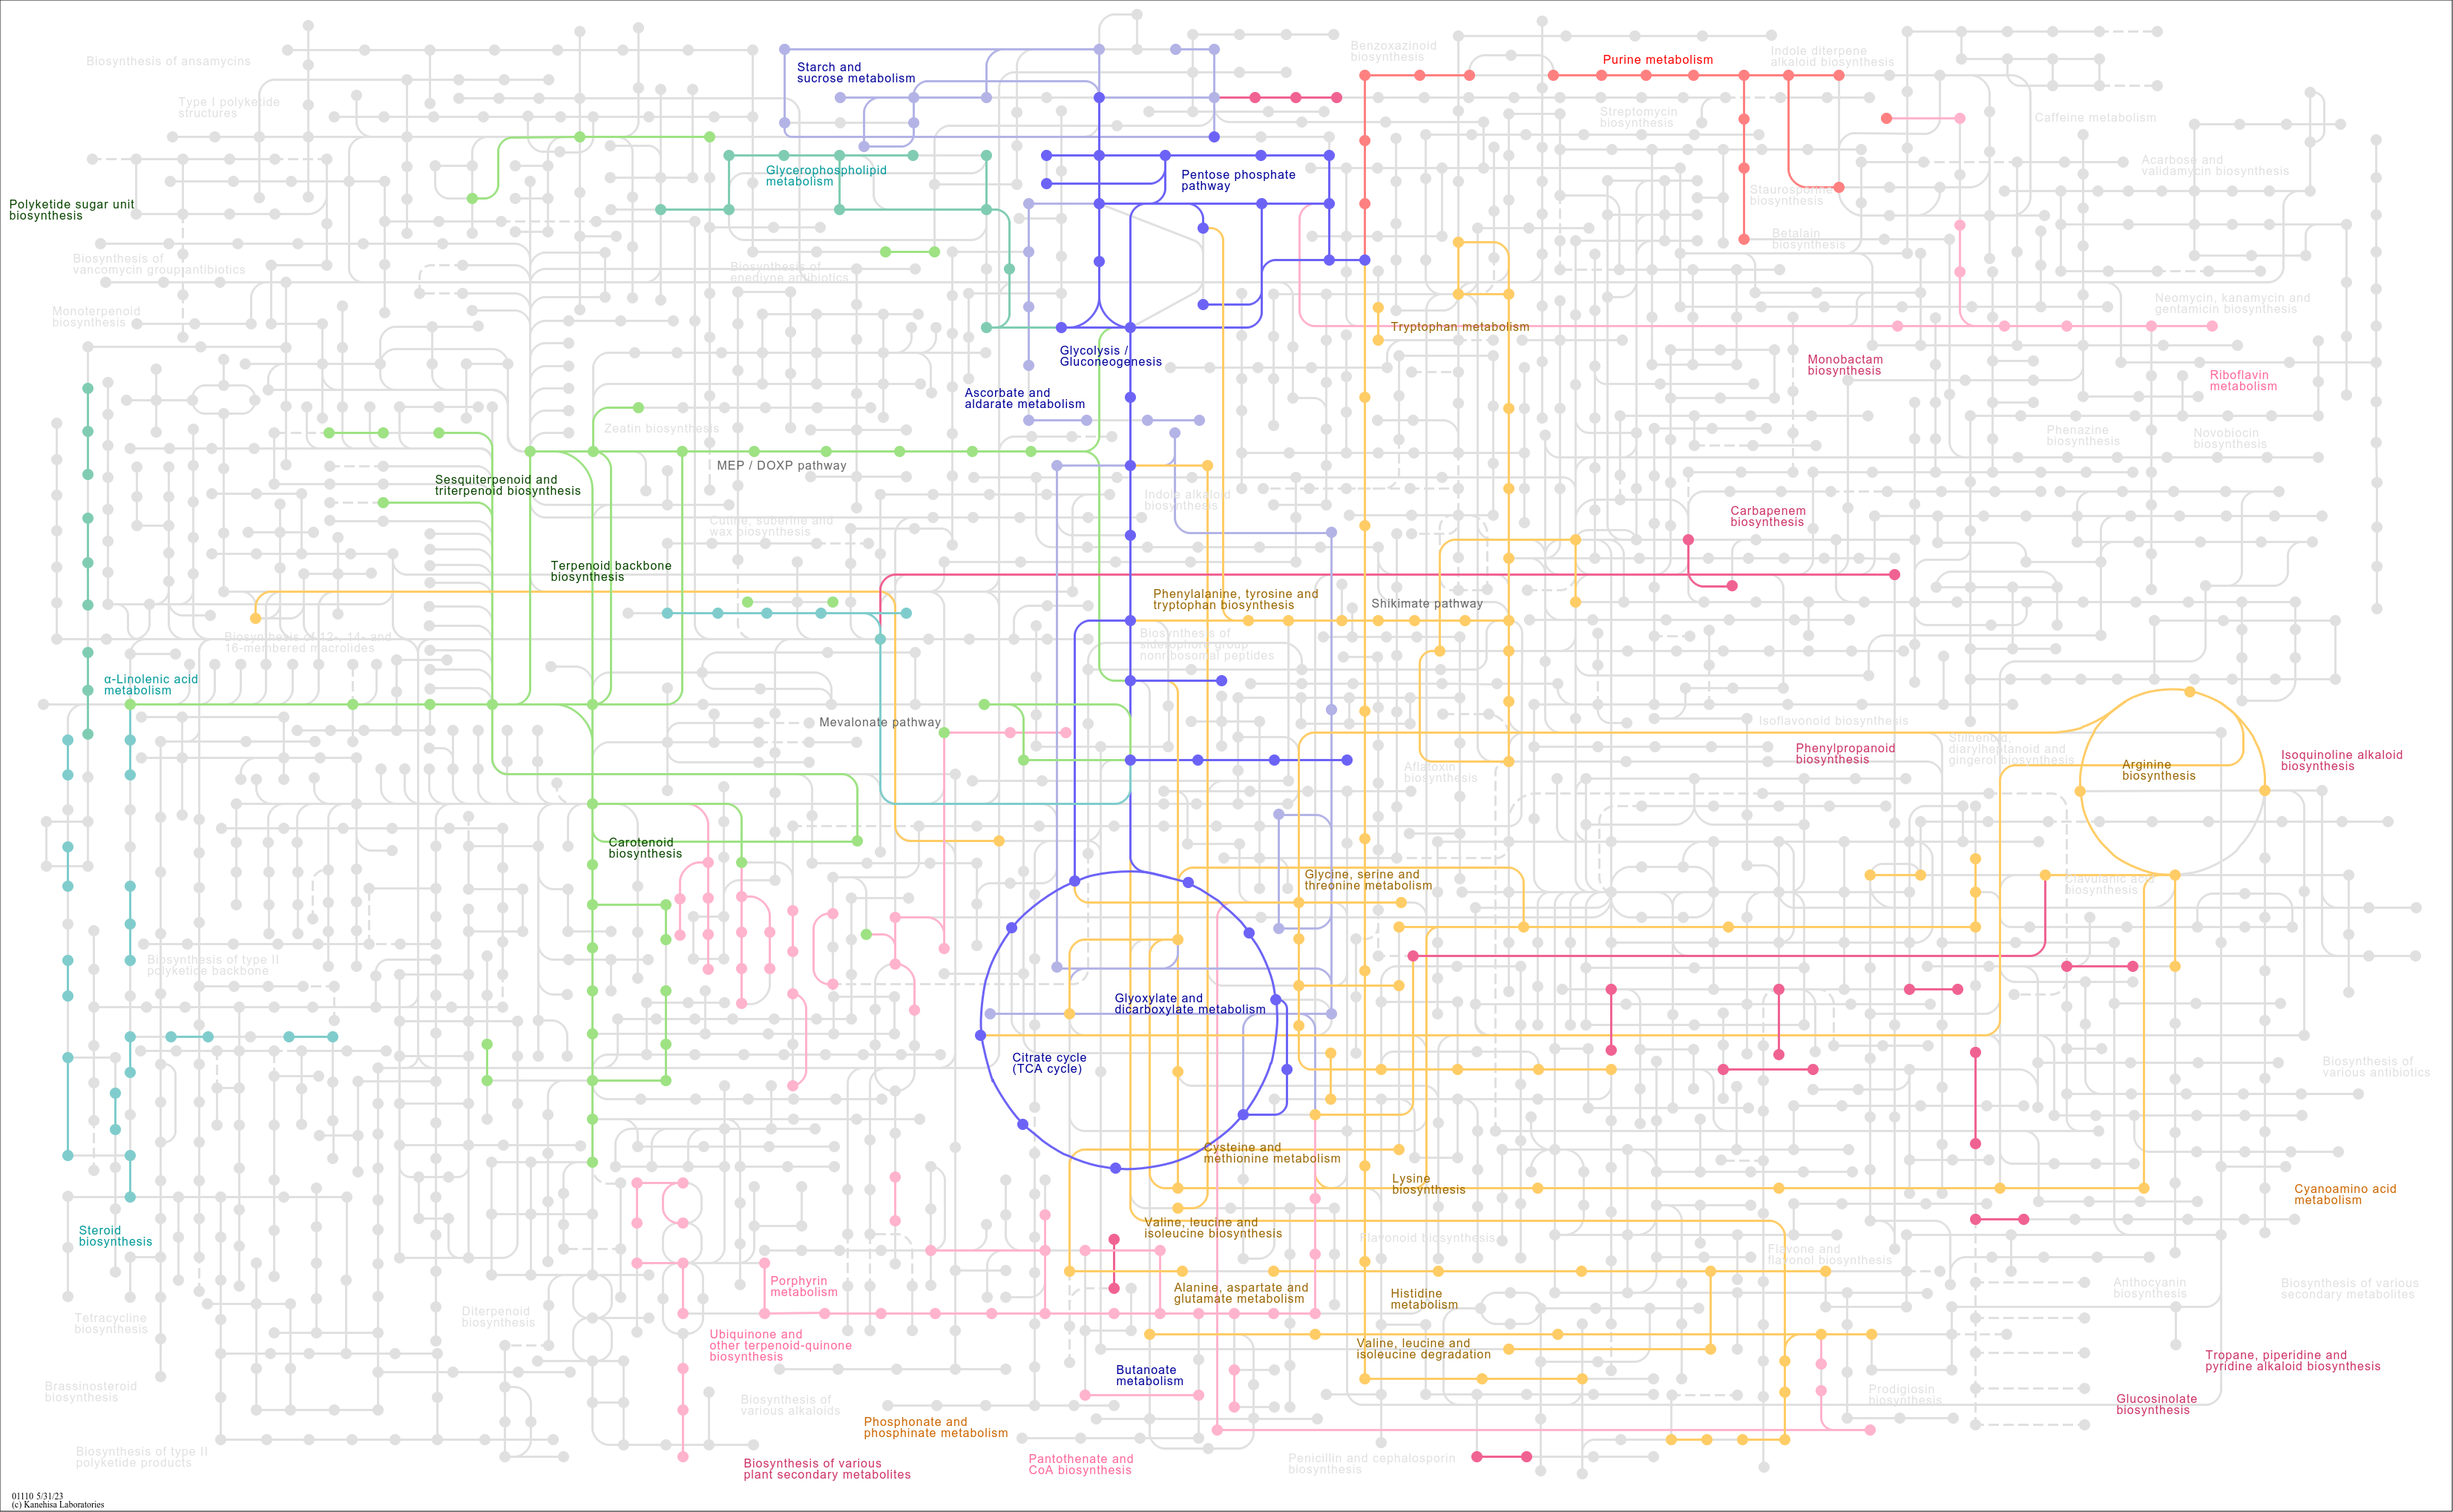 Biosynthesis of ansamycins
Type I polyketide
structures
Polyketide sugar unit
biosynthesis
Biosynthesis of
vancomycin group antibiotics
Monoterpenoid
biosynthesis
Starch and
sucrose metabolism
Glycerophospholipid
metabolism
Biosynthesis of
enediyne antibiotics
Pentose phosphate
pathway
Glycolysis /
Gluconeogenesis
Ascorbate and
aldarate metabolism
Benzoxazinoid
biosynthesis
Purine metabolism
Indole diterpene
alkaloid biosynthesis
Streptomycin
biosynthesis
Caffeine metabolism
Acarbose and
validamycin biosynthesis
Staurosporine
biosynthesis
Betalain
biosynthesis
Neomycin, kanamycin and
gentamicin biosynthesis
Tryptophan metabolism
Monobactam
biosynthesis
Riboflavin
metabolism
Zeatin biosynthesis
MEP / DOXP pathway
Phenazine
biosynthesis
Novobiocin
biosynthesis
Sesquiterpenoid and
triterpenoid biosynthesis
Indole alkaloid
biosynthesis
Cutine, suberine and
wax biosynthesis
Carbapenem
biosynthesis
Terpenoid backbone
biosynthesis
Phenylalanine, tyrosine and
tryptophan biosynthesis
Shikimate pathway
Biosynthesis of 12-, 14- and
16-membered macrolides
Biosynthesis of
siderophore group
nonribosomal peptides
α-Linolenic acid
metabolism
Mevalonate pathway
Isoflavonoid biosynthesis
Stilbenoid,
diarylheptanoid and
gingerol biosynthesis
Phenylpropanoid
biosynthesis
Aflatoxin
biosynthesis
Arginine
biosynthesis
Isoquinoline alkaloid
biosynthesis
Carotenoid
biosynthesis
Glycine, serine and
threonine metabolism
Clavulanic acid
biosynthesis
Biosynthesis of type II
polyketide backbone
Glyoxylate and
dicarboxylate metabolism
Citrate cycle
(TCA cycle)
Biosynthesis of
various antibiotics
Cysteine and
methionine metabolism
Lysine
biosynthesis
Cyanoamino acid
metabolism
Steroid
biosynthesis
Valine, leucine and
isoleucine biosynthesis
Flavonoid biosynthesis
Flavone and
flavonol biosynthesis
Porphyrin
metabolism
Alanine, aspartate and
glutamate metabolism
Histidine
metabolism
Anthocyanin
biosynthesis
Biosynthesis of various
secondary metabolites
Tetracycline
biosynthesis
Diterpenoid
biosynthesis
Ubiquinone and
other terpenoid-quinone
biosynthesis
Valine, leucine and
isoleucine degradation
Tropane, piperidine and
pyridine alkaloid biosynthesis
Butanoate
metabolism
Brassinosteroid
biosynthesis
Prodigiosin
biosynthesis
Glucosinolate
biosynthesis
Biosynthesis of
various alkaloids
Phosphonate and
phosphinate metabolism
Biosynthesis of type II
polyketide products
Biosynthesis of various
plant secondary metabolites
Pantothenate and
CoA biosynthesis
Penicillin and cephalosporin
biosynthesis
01110 5/31/23
(c) Kanehisa Laboratories